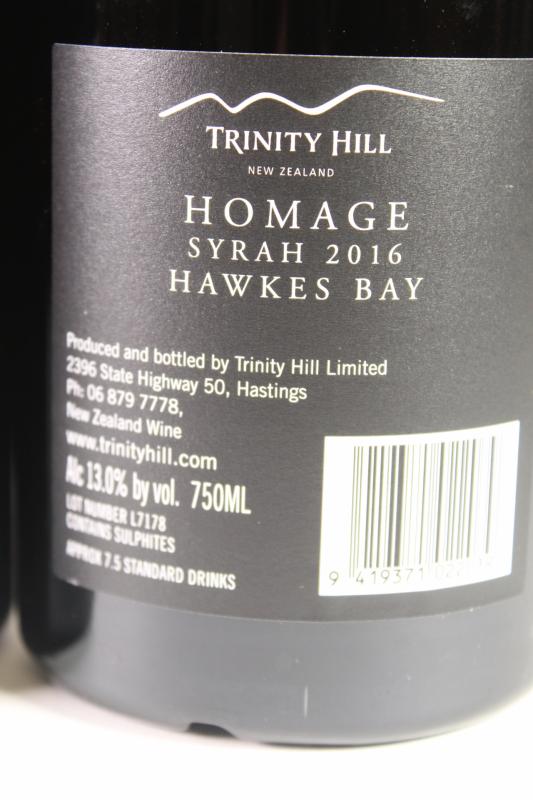 TRINITY HILL
NEW ZEALAND
HOMAGE
SYRAH 2016
HAWKES BAY
Produced and bottled by Trinity Hill Limited
2396 State Highway 50, Hastings
Ph: 06 879 7778,
New Zealand Wine
www.trinityhill.com
Alc 13.0% by vol. 750ML
LOT NUMBER L7178
CONTAINS SULPHITES
APPROX 7.5 STANDARD DRINKS
9 419371